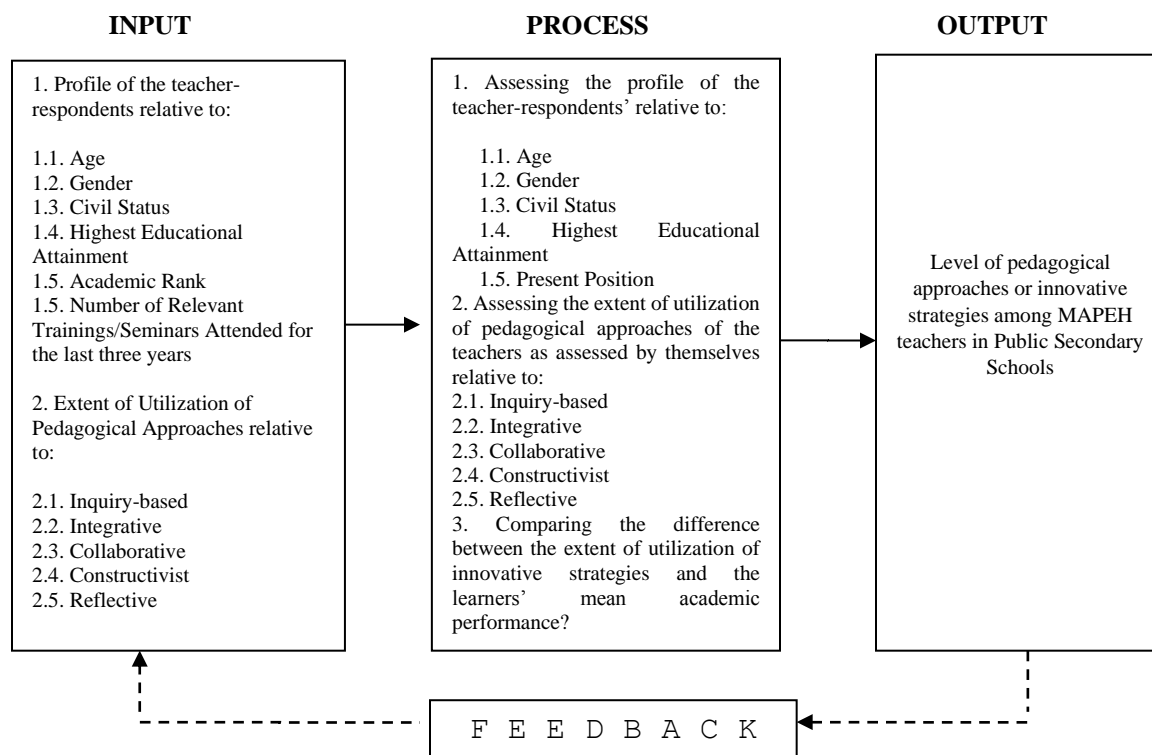 INPUT
1. Profile of the teacher-
respondents relative to:
1.1. Age
1.2. Gender
1.3. Civil Status
1.4. Highest Educational
Attainment
1.5. Academic Rank
1.5. Number of Relevant
Trainings/Seminars Attended for
the last three years
2. Extent of Utilization of
Pedagogical Approaches relative
to:
2.1. Inquiry-based
2.2. Integrative
2.3. Collaborative
2.4. Constructivist
2.5. Reflective
PROCESS
1. Assessing the profile of the
teacher-respondents’ relative to:
1.1. Age
1.2. Gender
1.3. Civil Status
1.4. Highest Educational
Attainment
1.5. Present Position
2. Assessing the extent of utilization
of pedagogical approaches of the
teachers as assessed by themselves
relative to:
2.1. Inquiry-based
2.2. Integrative
2.3. Collaborative
2.4. Constructivist
2.5. Reflective
3. Comparing the difference
between the extent of utilization of
innovative strategies and the
learners’ mean academic
performance?
OUTPUT
Level of pedagogical
approaches or innovative
strategies among MAPEH
teachers in Public Secondary
Schools
F E E D B A C K